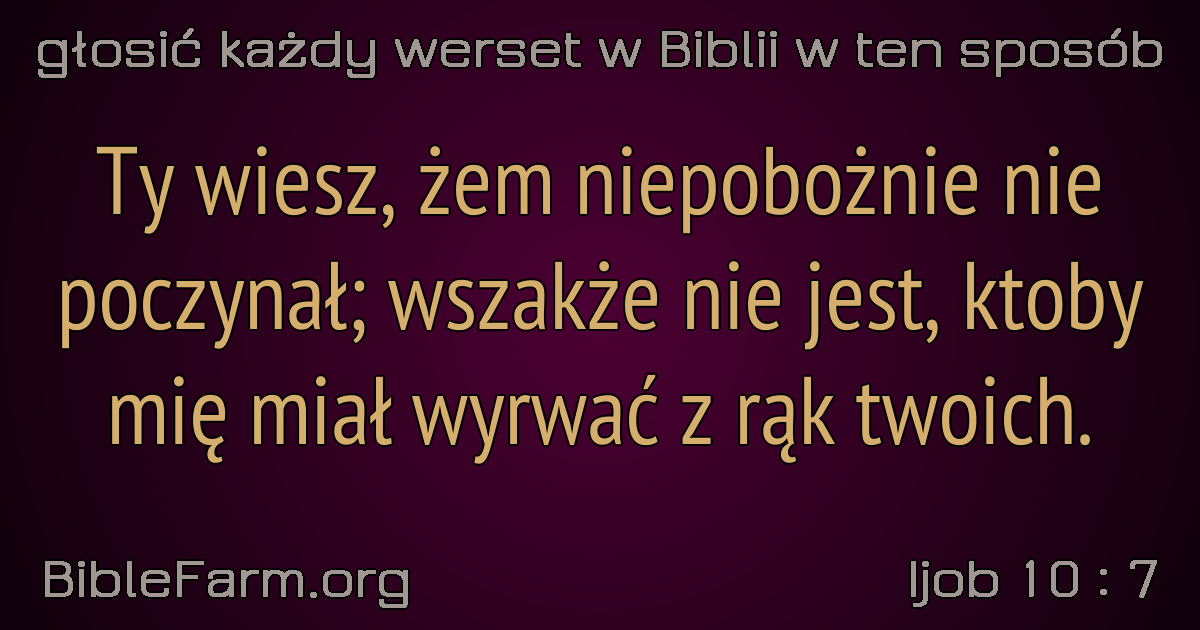 głosić każdy werset w Biblii w ten sposób
Ty wiesz, żem niepobożnie nie
poczynał; wszakże nie jest, ktoby
mię miał wyrwać z rąk twoich.
BibleFarm.org
Ijob 10 : 7